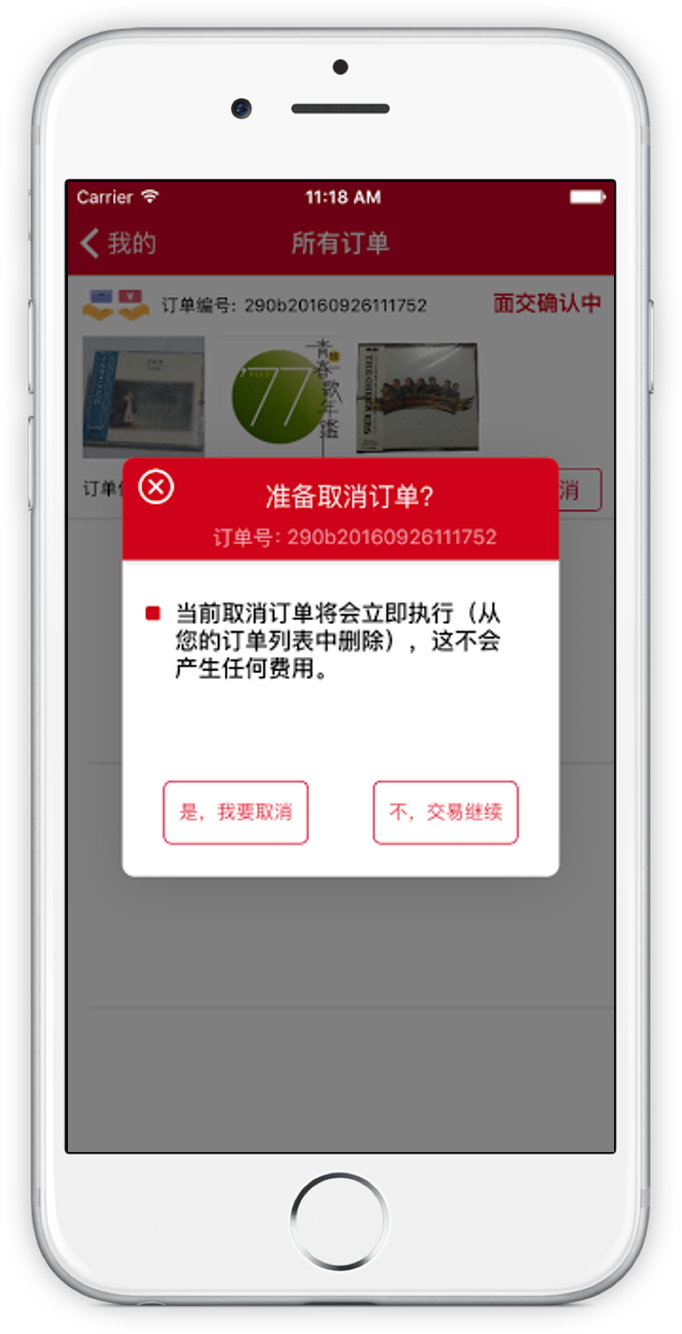 Carrier 11:18 AM
我的 所有订单
订单编号: 290b20160926111752 面交确认中
'77
PLUS
青春歌年鑑
THE CHUCKERS
订单 消
准备取消订单?
订单号: 290b20160926111752
当前取消订单将会立即执行（从
您的订单列表中删除），这不会
产生任何费用。
是，我要取消 不，交易继续